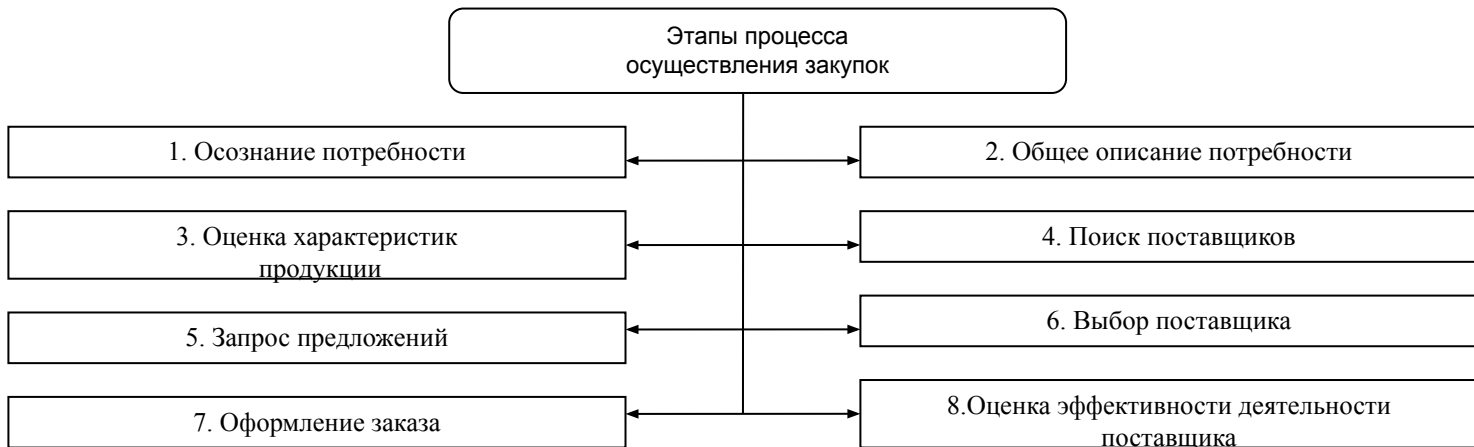 Этапы процесса
осуществления закупок
1. Осознание потребности
2. Общее описание потребности
3. Оценка характеристик
продукции
4. Поиск поставщиков
5. Запрос предложений
6. Выбор поставщика
7. Оформление заказа
8.Оценка эффективности деятельности
поставщика